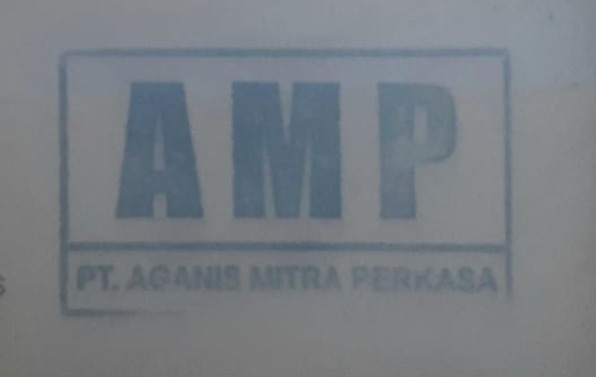 AMP
PT. AGANIS MITRA PERKASA